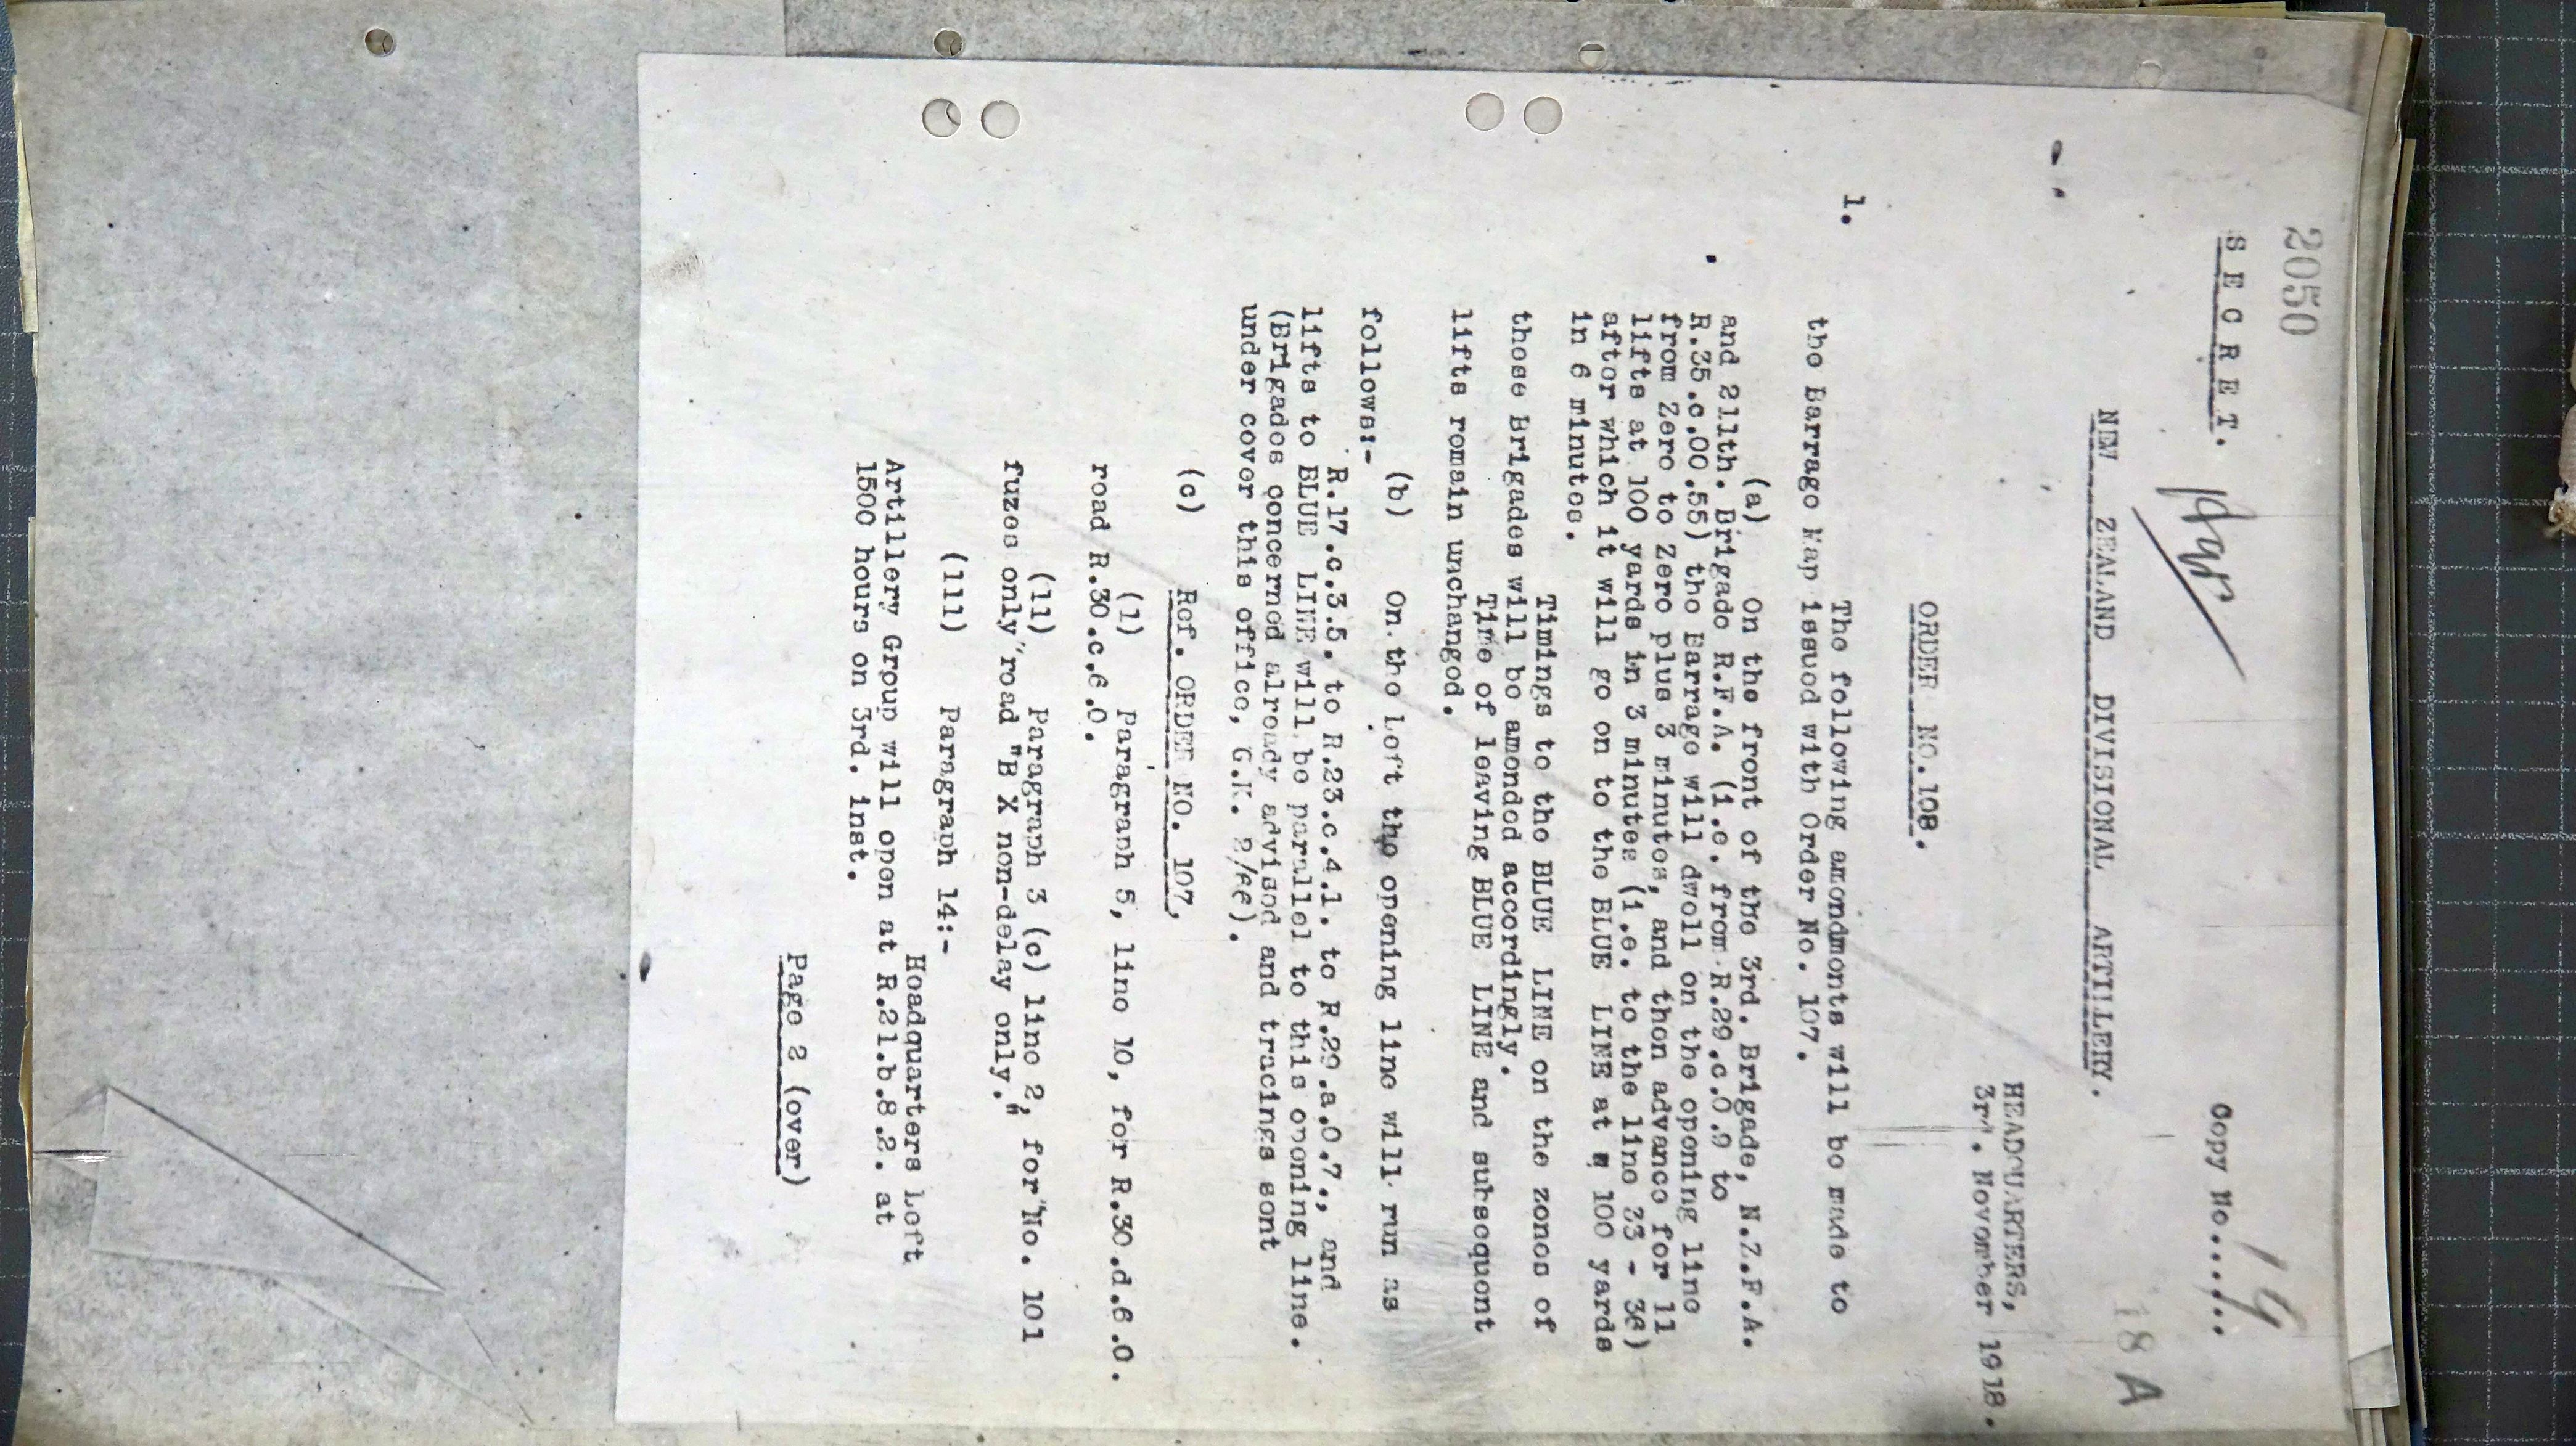 2050
S E C R E T.
Copy No......19
18 A
NEW ZEALAND DIVISIONAL ARTILLERY.
HEADQUARTERS,
3rd. November 1918.
ORDER NO.108.
1.
The following amendments will be made to
the Barrage Map issued with Order No. 107.
(a) On the front of the 3rd. Brigade, N.Z.F.A.
and 211th. Brigade R.F.A. (i.e. from R.29.c.0.9 to
R.35.c.00.55) the Barrage will dwell on the opening line
from Zero to Zero plus 3 minutes, and then advance for 11
lifts at 100 yards in 3 minutes (i.e. to the line 33 - 36)
after which it will go on to the BLUE LINE at 100 yards
in 6 minutes.
Timings to the BLUE LINE on the zones of
those Brigades will be amended accordingly.
Time of leaving BLUE LINE and subsequent
lifts remain unchanged.
(b) On the Left the opening line will run as
follows:-
R.17.c.3.5. to R.23.c.4.1. to R.29.a.0.7., and
lifts to BLUE LINE will be parallel to this opening line.
(Brigades concerned already advised and tracings sent
under cover this office, G.K. 2/66).
(c) Ref. ORDER NO. 107.
(i) Paragraph 5, line 10, for R.30.d.6.0.
road R.30.c.6.0.
(ii) Paragraph 3 (c) line 2, for "No. 101
fuzes only" road "B X non-delay only."
(iii) Paragraph 14:-
Headquarters Left
Artillery Group will open at R.21.b.8.2. at
1500 hours on 3rd. inst.
Page 2 (over)